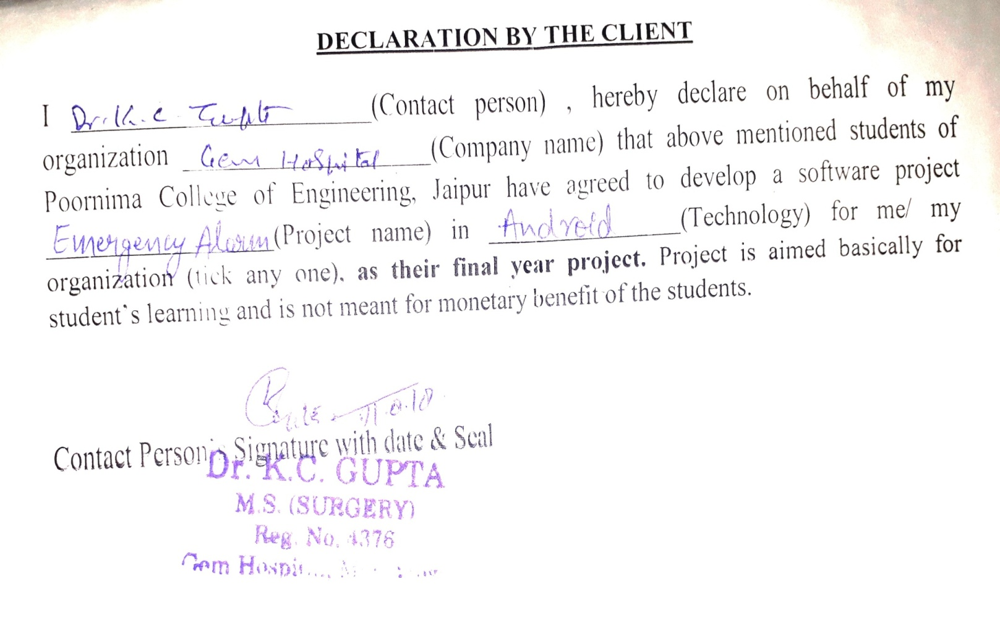 DECLARATION BY THE CLIENT
I Dr. K. C. Gupta (Contact person) , hereby declare on behalf of my
organization Gem Hospital (Company name) that above mentioned students of
Poornima College of Engineering, Jaipur have agreed to develop a software project
Emergency Alarm (Project name) in Android (Technology) for me/ my
organization (tick any one), as their final year project. Project is aimed basically for
student's learning and is not meant for monetary benefit of the students.
Contact Person's Signature with date & Seal
Dr. K.C. GUPTA
M.S. (SURGERY)
Reg. No. 4376
Gem